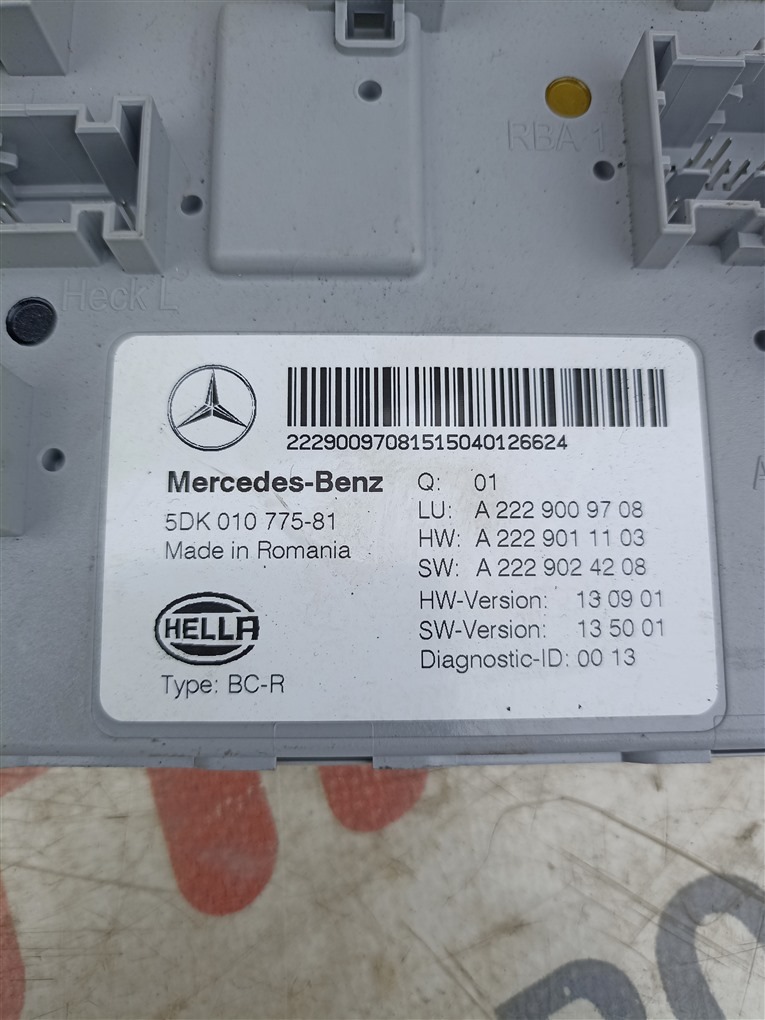 RBA 1
Heck L
22290097081515040126624
Mercedes-Benz
5DK 010 775-81
Made in Romania
HELLA
Type: BC-R
Q: 01
LU: A 222 900 97 08
HW: A 222 901 11 03
SW: A 222 902 42 08
HW-Version: 13 09 01
SW-Version: 13 50 01
Diagnostic-ID: 00 13